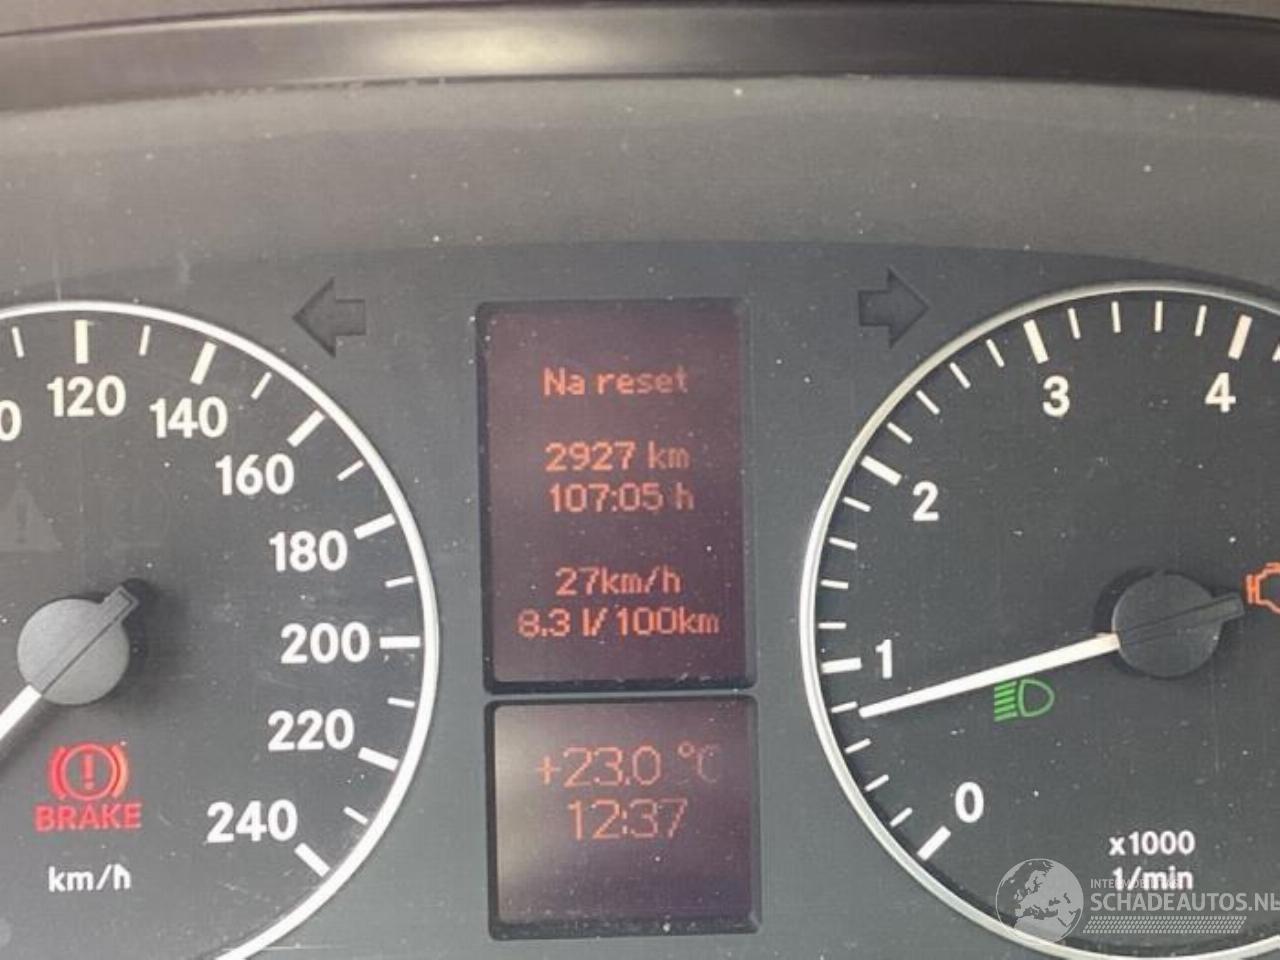 120
140
160
180
200
220
240
BRAKE
km/h
Na reset
2927 km
107:05 h
27km/h
8.3 l/100km
+23.0 °C
12:37
0
1
2
3
4
x1000
1/min
SCHADEAUTOS.NL